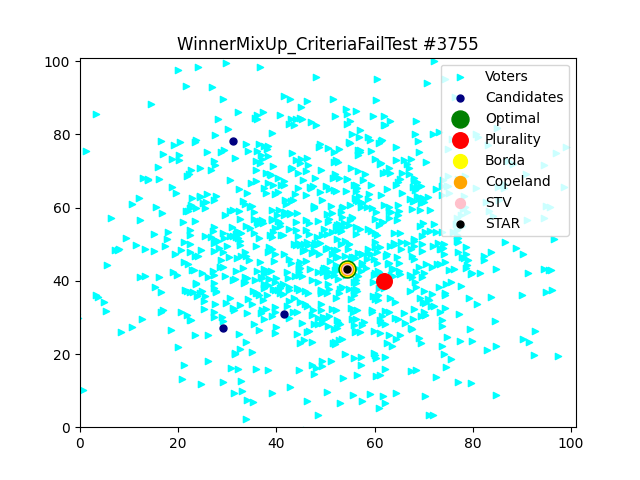 WinnerMixUp_CriteriaFailTest #3755
100
80
60
40
20
0
0 20 40 60 80 100
Voters
Candidates
Optimal
Plurality
Borda
Copeland
STV
STAR